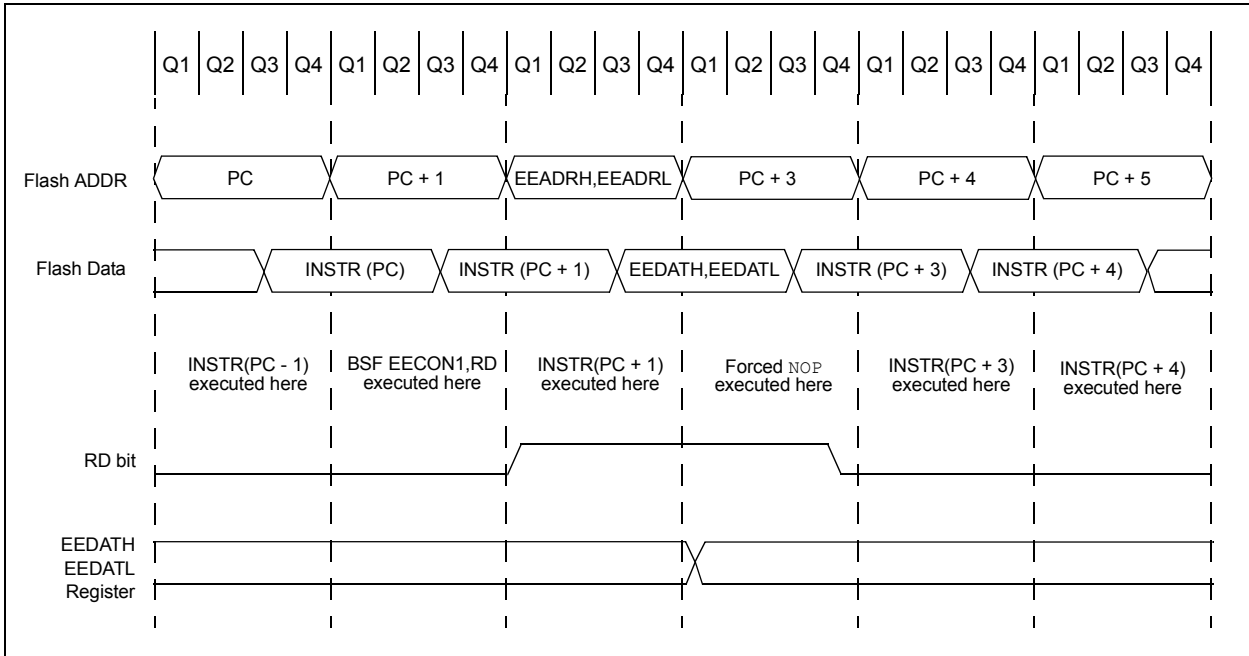 Q1 Q2 Q3 Q4 Q1 Q2 Q3 Q4 Q1 Q2 Q3 Q4 Q1 Q2 Q3 Q4 Q1 Q2 Q3 Q4 Q1 Q2 Q3 Q4
Flash ADDR PC PC + 1 EEADRH,EEADRL PC + 3 PC + 4 PC + 5
Flash Data INSTR (PC) INSTR (PC + 1) EEDATH,EEDATL INSTR (PC + 3) INSTR (PC + 4)
INSTR(PC - 1) BSF EECON1,RD INSTR(PC + 1) Forced NOP INSTR(PC + 3) INSTR(PC + 4)
executed here executed here executed here executed here executed here executed here
RD bit
EEDATH
EEDATL
Register